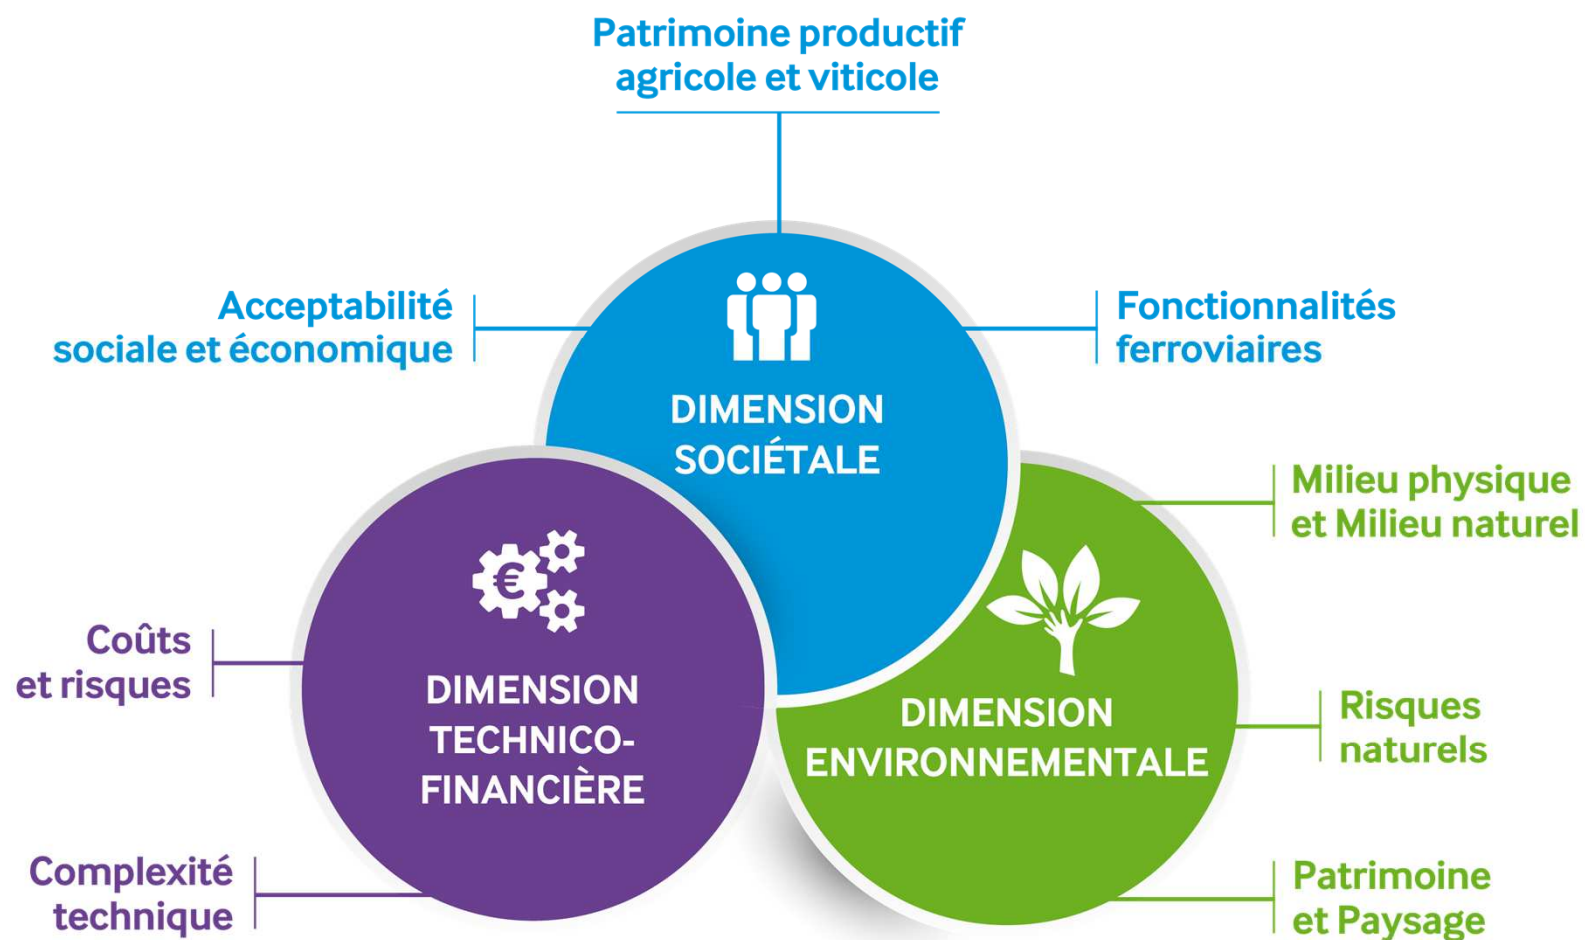 Patrimoine productif
agricole et viticole
Acceptabilité
sociale et économique
Fonctionnalités
ferroviaires
DIMENSION
SOCIÉTALE
Milieu physique
et Milieu naturel
€
Coûts
et risques
DIMENSION
TECHNICO-
FINANCIÈRE
DIMENSION
ENVIRONNEMENTALE
Risques
naturels
Complexité
technique
Patrimoine
et Paysage